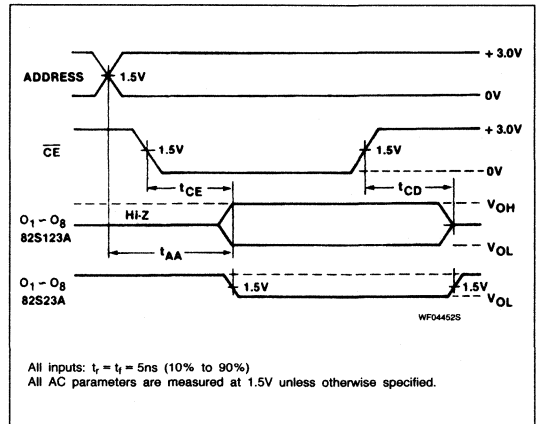 + 3.0V
ADDRESS
1.5V
0V
+ 3.0V
CE
1.5V
1.5V
0V
tCE
tCD
VOH
O1 – O8
82S123A
Hi-Z
tAA
VOL
O1 – O8
82S23A
1.5V
1.5V
VOL
WF04452S
All inputs: tr = tf = 5ns (10% to 90%)
All AC parameters are measured at 1.5V unless otherwise specified.